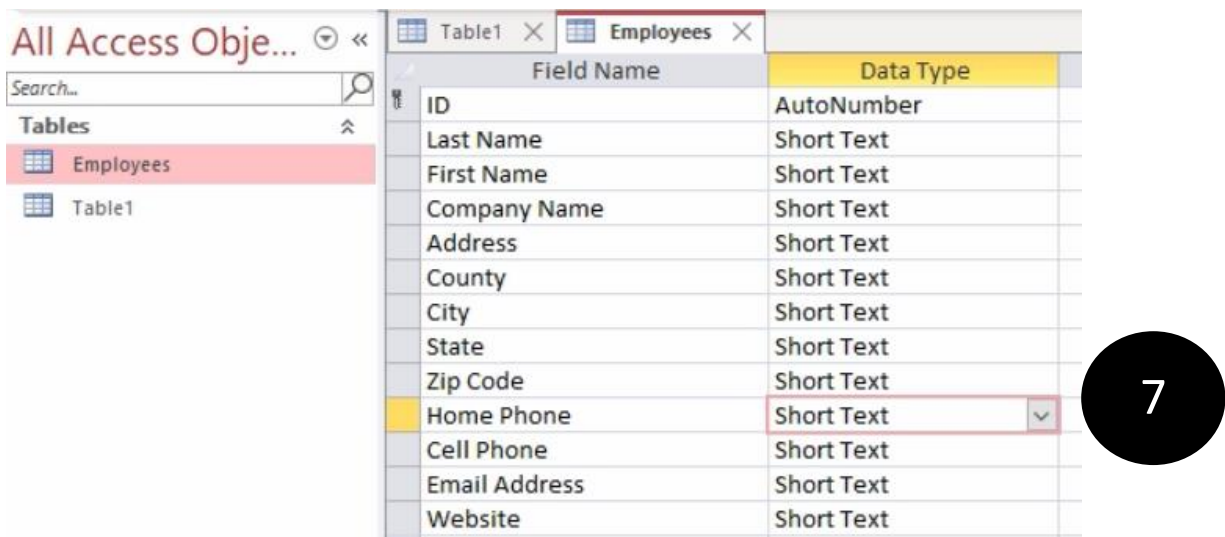 All Access Obje...
Search...
Tables
Employees
Table1
Table1 Employees
Field Name Data Type
ID AutoNumber
Last Name Short Text
First Name Short Text
Company Name Short Text
Address Short Text
County Short Text
City Short Text
State Short Text
Zip Code Short Text
Home Phone Short Text
Cell Phone Short Text
Email Address Short Text
Website Short Text
7